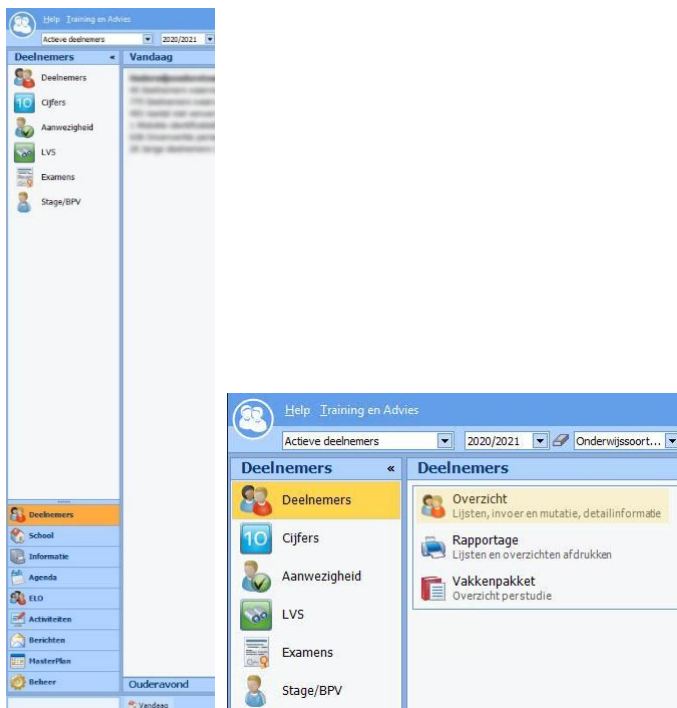 Help Training en Advies
Actieve deelnemers 2020/2021
Deelnemers «
Vandaag
Deelnemers
10 Cijfers
Aanwezigheid
LVS
Examens
Stage/BPV
Deelnemers
School
Informatie
Agenda
ELO
Activiteiten
Berichten
MasterPlan
Beheer
Ouderavond
Vandaag
Help Training en Advies
Actieve deelnemers 2020/2021 Onderwijssoort...
Deelnemers «
Deelnemers
10 Cijfers
Aanwezigheid
LVS
Examens
Stage/BPV
Deelnemers
Overzicht
Lijsten, invoer en mutatie, detailinformatie
Rapportage
Lijsten en overzichten afdrukken
Vakkenpakket
Overzicht per studie